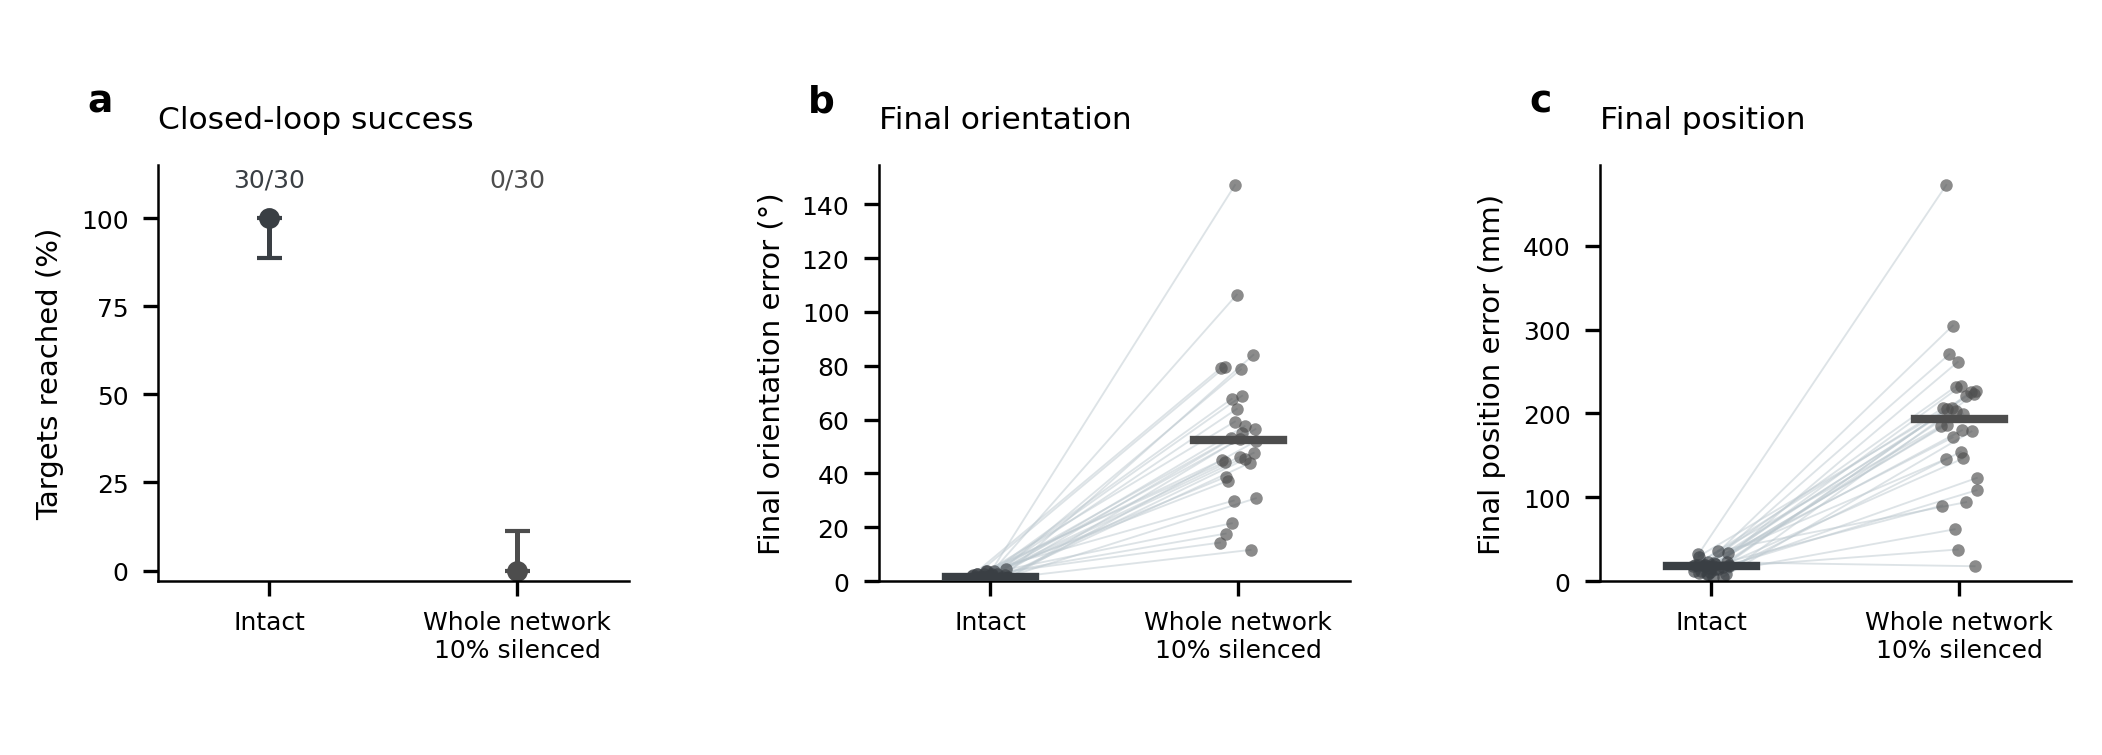 a
Closed-loop success
30/30
0/30
Targets reached (%)
100
75
50
25
0
Intact
Whole network
10% silenced
b
Final orientation
Final orientation error (°)
140
120
100
80
60
40
20
0
Intact
Whole network
10% silenced
c
Final position
Final position error (mm)
400
300
200
100
0
Intact
Whole network
10% silenced